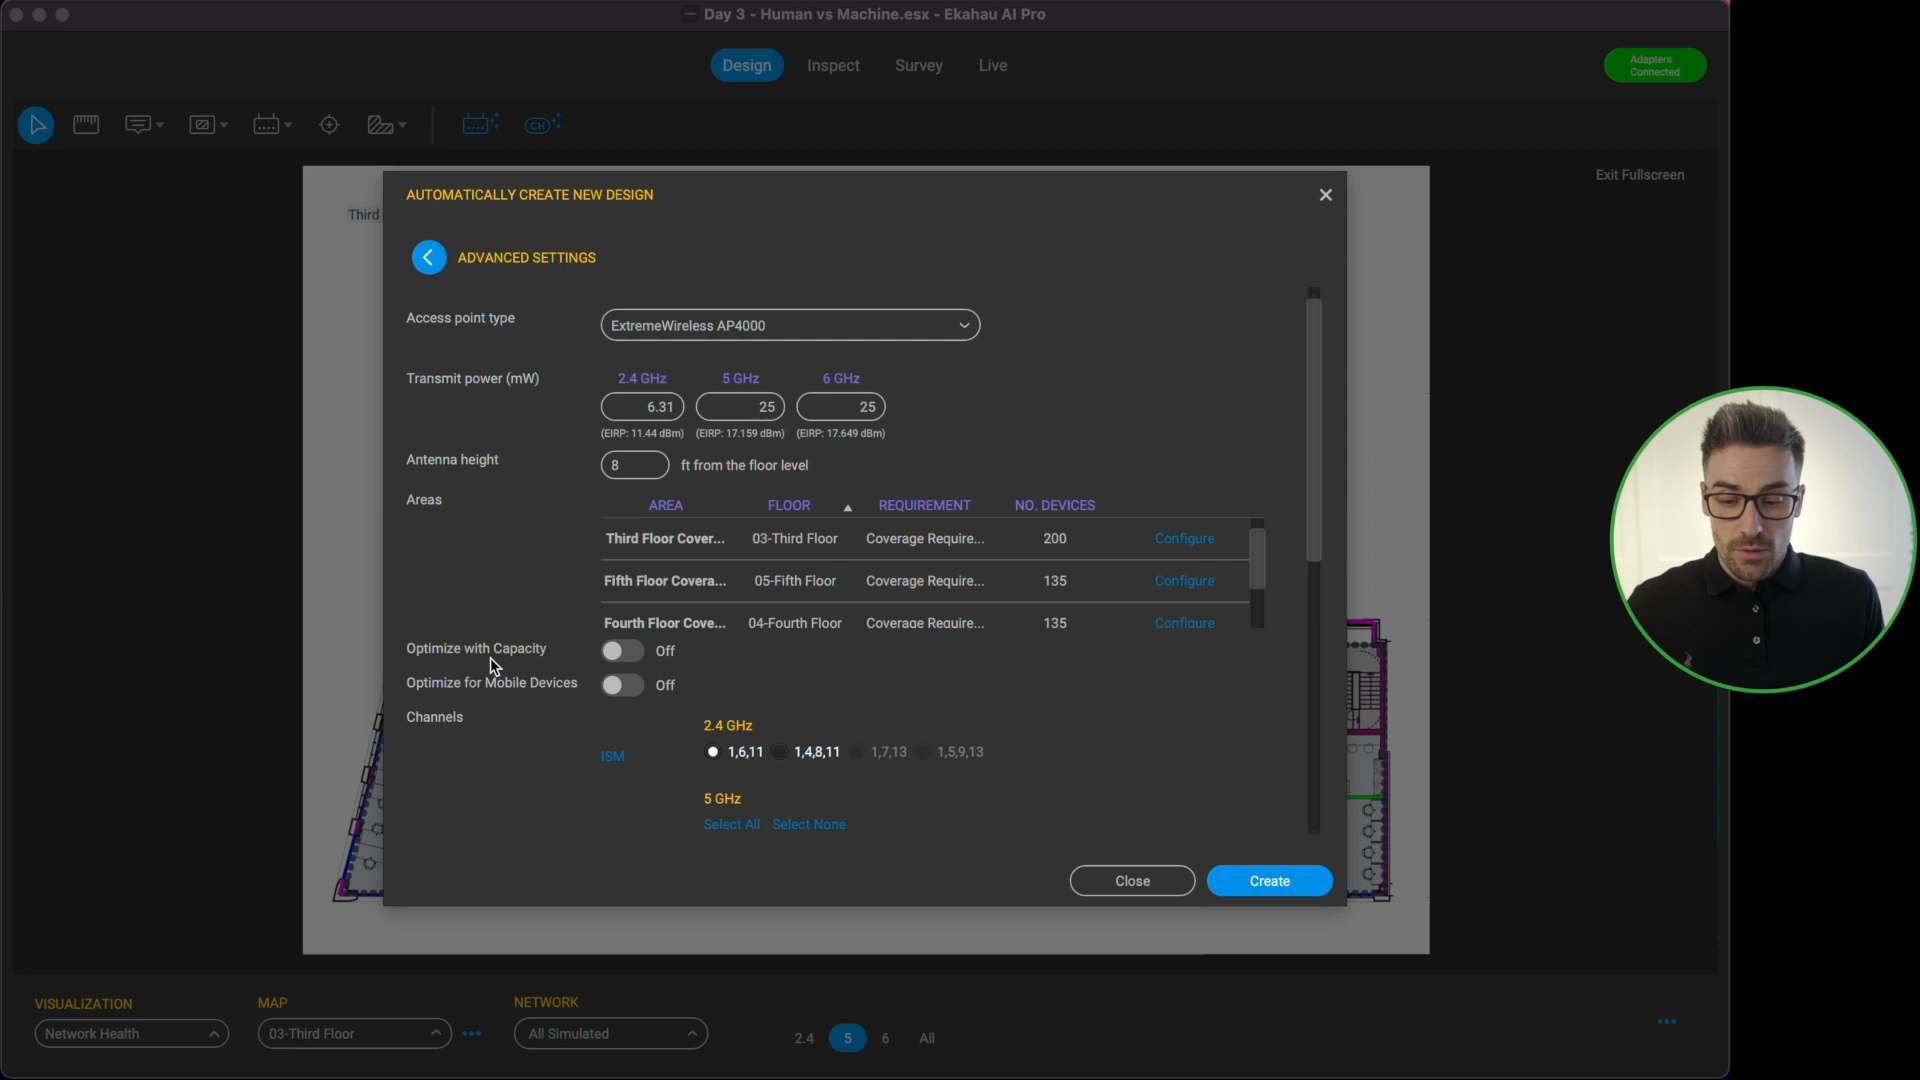 Day 3 - Human vs Machine.esx - Ekahau AI Pro
Design Inspect Survey Live
Adapters
Connected
CH
Exit Fullscreen
Third
AUTOMATICALLY CREATE NEW DESIGN
ADVANCED SETTINGS
Access point type ExtremeWireless AP4000
Transmit power (mW) 2.4 GHz 5 GHz 6 GHz
6.31 25 25
(EIRP: 11.44 dBm) (EIRP: 17.159 dBm) (EIRP: 17.649 dBm)
Antenna height 8 ft from the floor level
Areas AREA FLOOR REQUIREMENT NO. DEVICES
Third Floor Cover... 03-Third Floor Coverage Require... 200 Configure
Fifth Floor Covera... 05-Fifth Floor Coverage Require... 135 Configure
Fourth Floor Cove... 04-Fourth Floor Coverage Require... 135 Configure
Optimize with Capacity Off
Optimize for Mobile Devices Off
Channels
2.4 GHz
ISM 1,6,11 1,4,8,11 1,7,13 1,5,9,13
5 GHz
Select All Select None
Close Create
VISUALIZATION MAP NETWORK
Network Health 03-Third Floor All Simulated 2.4 5 6 All